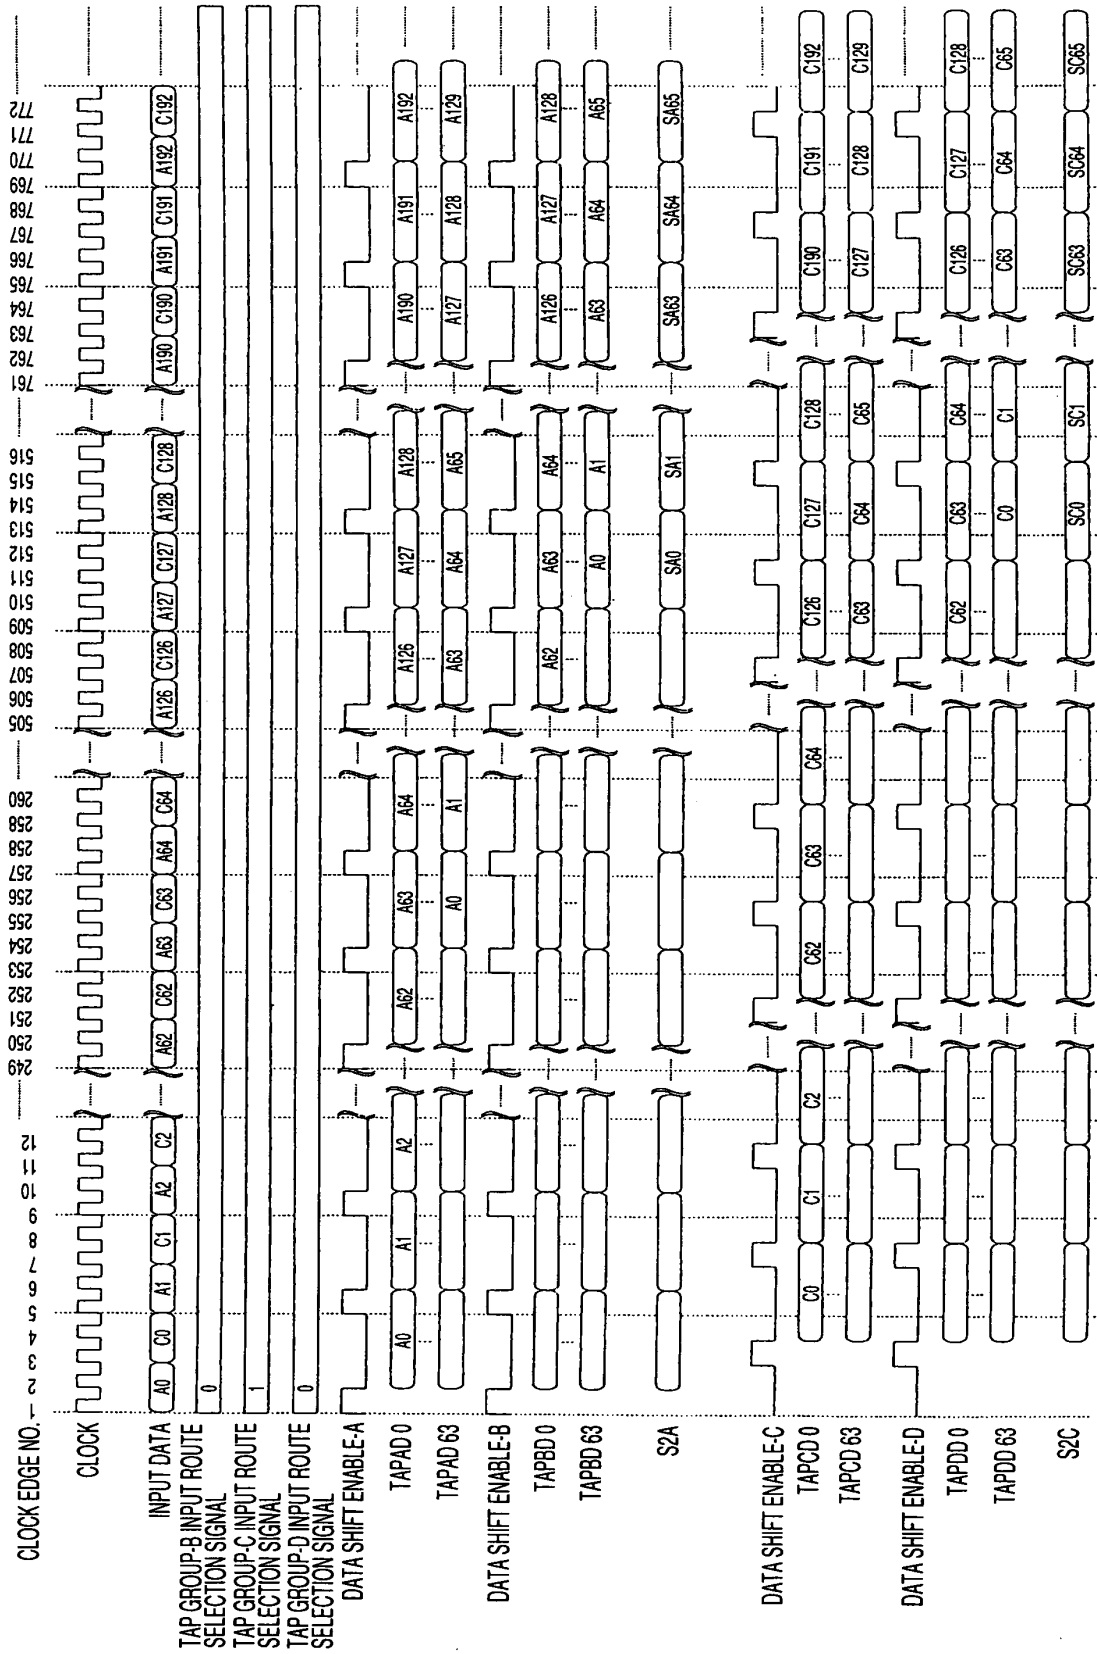 CLOCK EDGE NO. 1 2 3 4 5 6 7 8 9 10 11 12 249 250 251 252 253 254 255 256 257 258 258 260 505 506 507 508 509 510 511 512 513 514 515 516 761 762 763 764 765 766 767 768 769 770 771 772
CLOCK
INPUT DATA A0 C0 A1 C1 A2 C2 A62 C62 A63 C63 A64 C64 A126 C126 A127 C127 A128 C128 A190 C190 A191 C191 A192 C192
TAP GROUP-B INPUT ROUTE
SELECTION SIGNAL 0
TAP GROUP-C INPUT ROUTE
SELECTION SIGNAL 1
TAP GROUP-D INPUT ROUTE
SELECTION SIGNAL 0
DATA SHIFT ENABLE-A
TAPAD 0 A0 A1 A2 A62 A63 A64 A126 A127 A128 A190 A191 A192
TAPAD 63 A0 A1 A63 A64 A65 A127 A128 A129
DATA SHIFT ENABLE-B
TAPBD 0 A62 A63 A64 A126 A127 A128
TAPBD 63 A0 A1 A63 A64 A65
S2A SA0 SA1 SA63 SA64 SA65
DATA SHIFT ENABLE-C
TAPCD 0 C0 C1 C2 C62 C63 C64 C126 C127 C128 C190 C191 C192
TAPCD 63 C63 C64 C65 C127 C128 C129
DATA SHIFT ENABLE-D
TAPDD 0 C62 C63 C64 C126 C127 C128
TAPDD 63 C0 C1 C63 C64 C65
S2C SC0 SC1 SC63 SC64 SC65